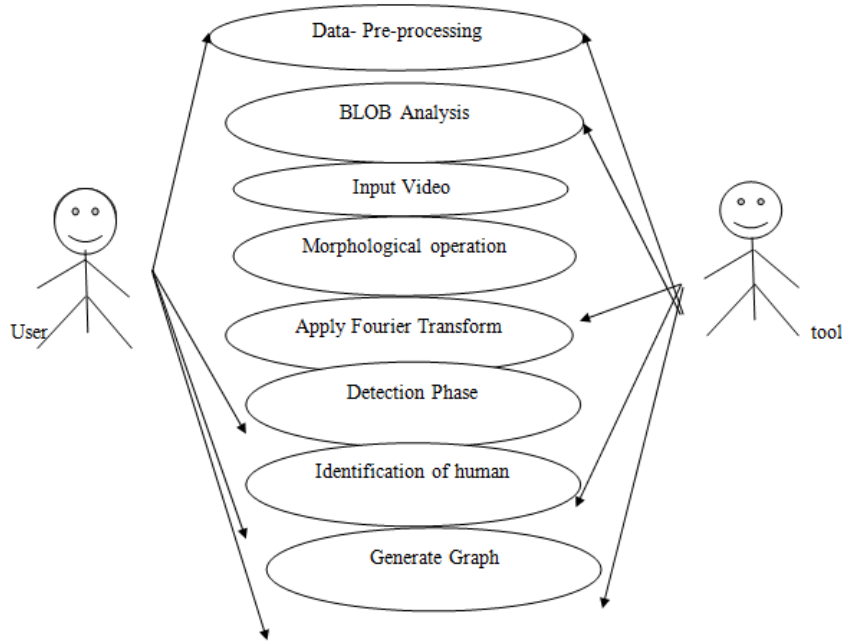 Data- Pre-processing
BLOB Analysis
Input Video
Morphological operation
Apply Fourier Transform
User
tool
Detection Phase
Identification of human
Generate Graph